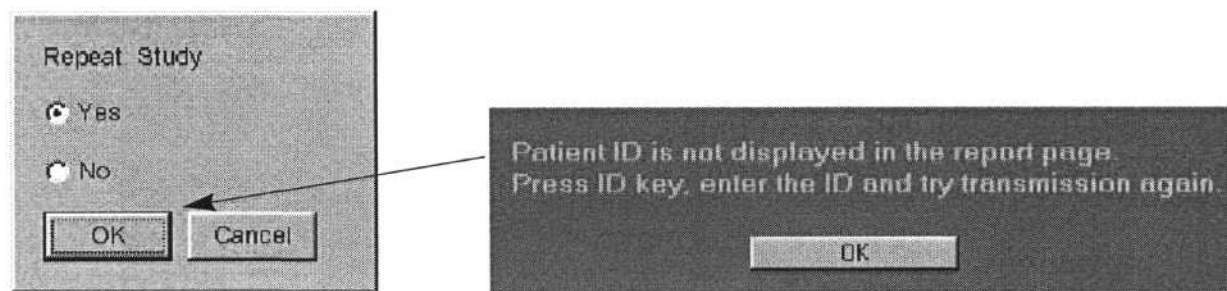 Repeat Study
Yes
No
OK Cancel
Patient ID is not displayed in the report page.
Press ID key, enter the ID and try transmission again.
OK